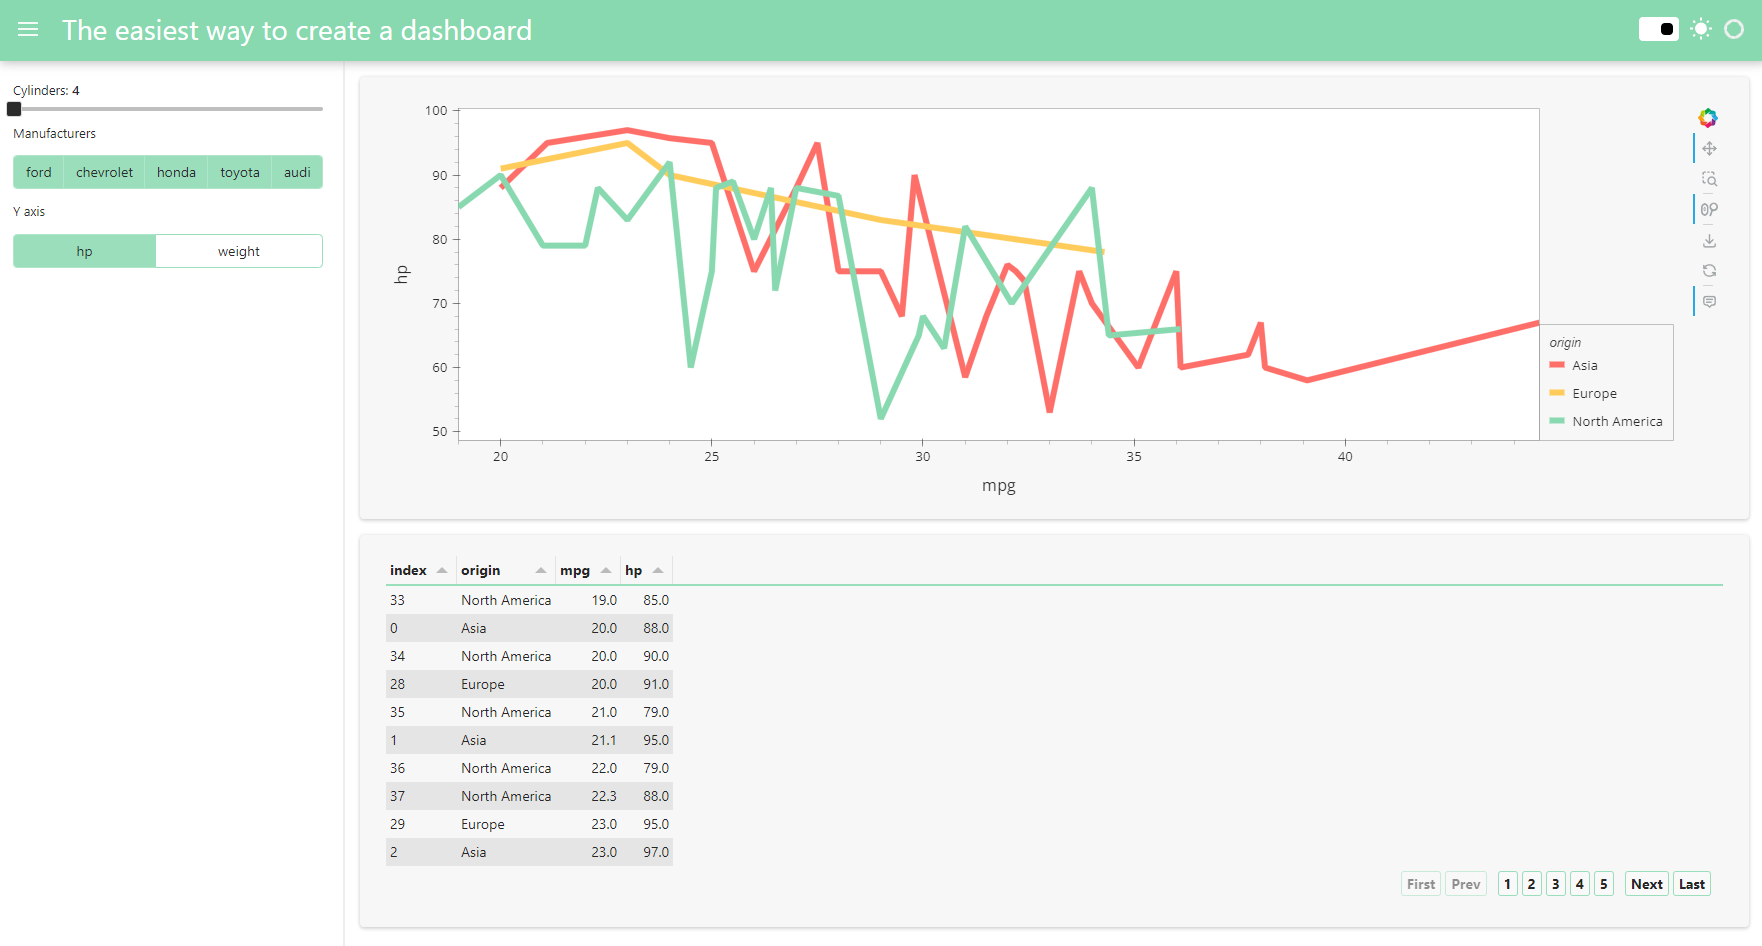 The easiest way to create a dashboard
Cylinders: 4
Manufacturers
ford chevrolet honda toyota audi
Y axis
hp weight
100
90
80
70
60
50
hp
20 25 30 35 40
mpg
origin
Asia
Europe
North America
index origin mpg hp
33 North America 19.0 85.0
0 Asia 20.0 88.0
34 North America 20.0 90.0
28 Europe 20.0 91.0
35 North America 21.0 79.0
1 Asia 21.1 95.0
36 North America 22.0 79.0
37 North America 22.3 88.0
29 Europe 23.0 95.0
2 Asia 23.0 97.0
First Prev 1 2 3 4 5 Next Last